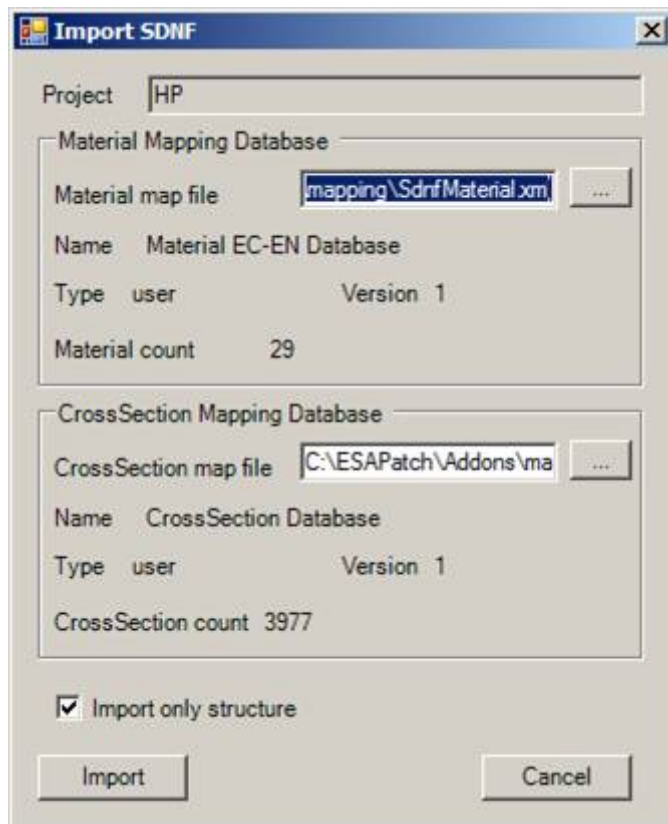 Import SDNF
Project HP
Material Mapping Database
Material map file mapping\SdnfMaterial.xm ...
Name Material EC-EN Database
Type user Version 1
Material count 29
CrossSection Mapping Database
CrossSection map file C:\ESAPatch\Addons\ma ...
Name CrossSection Database
Type user Version 1
CrossSection count 3977
Import only structure
Import Cancel